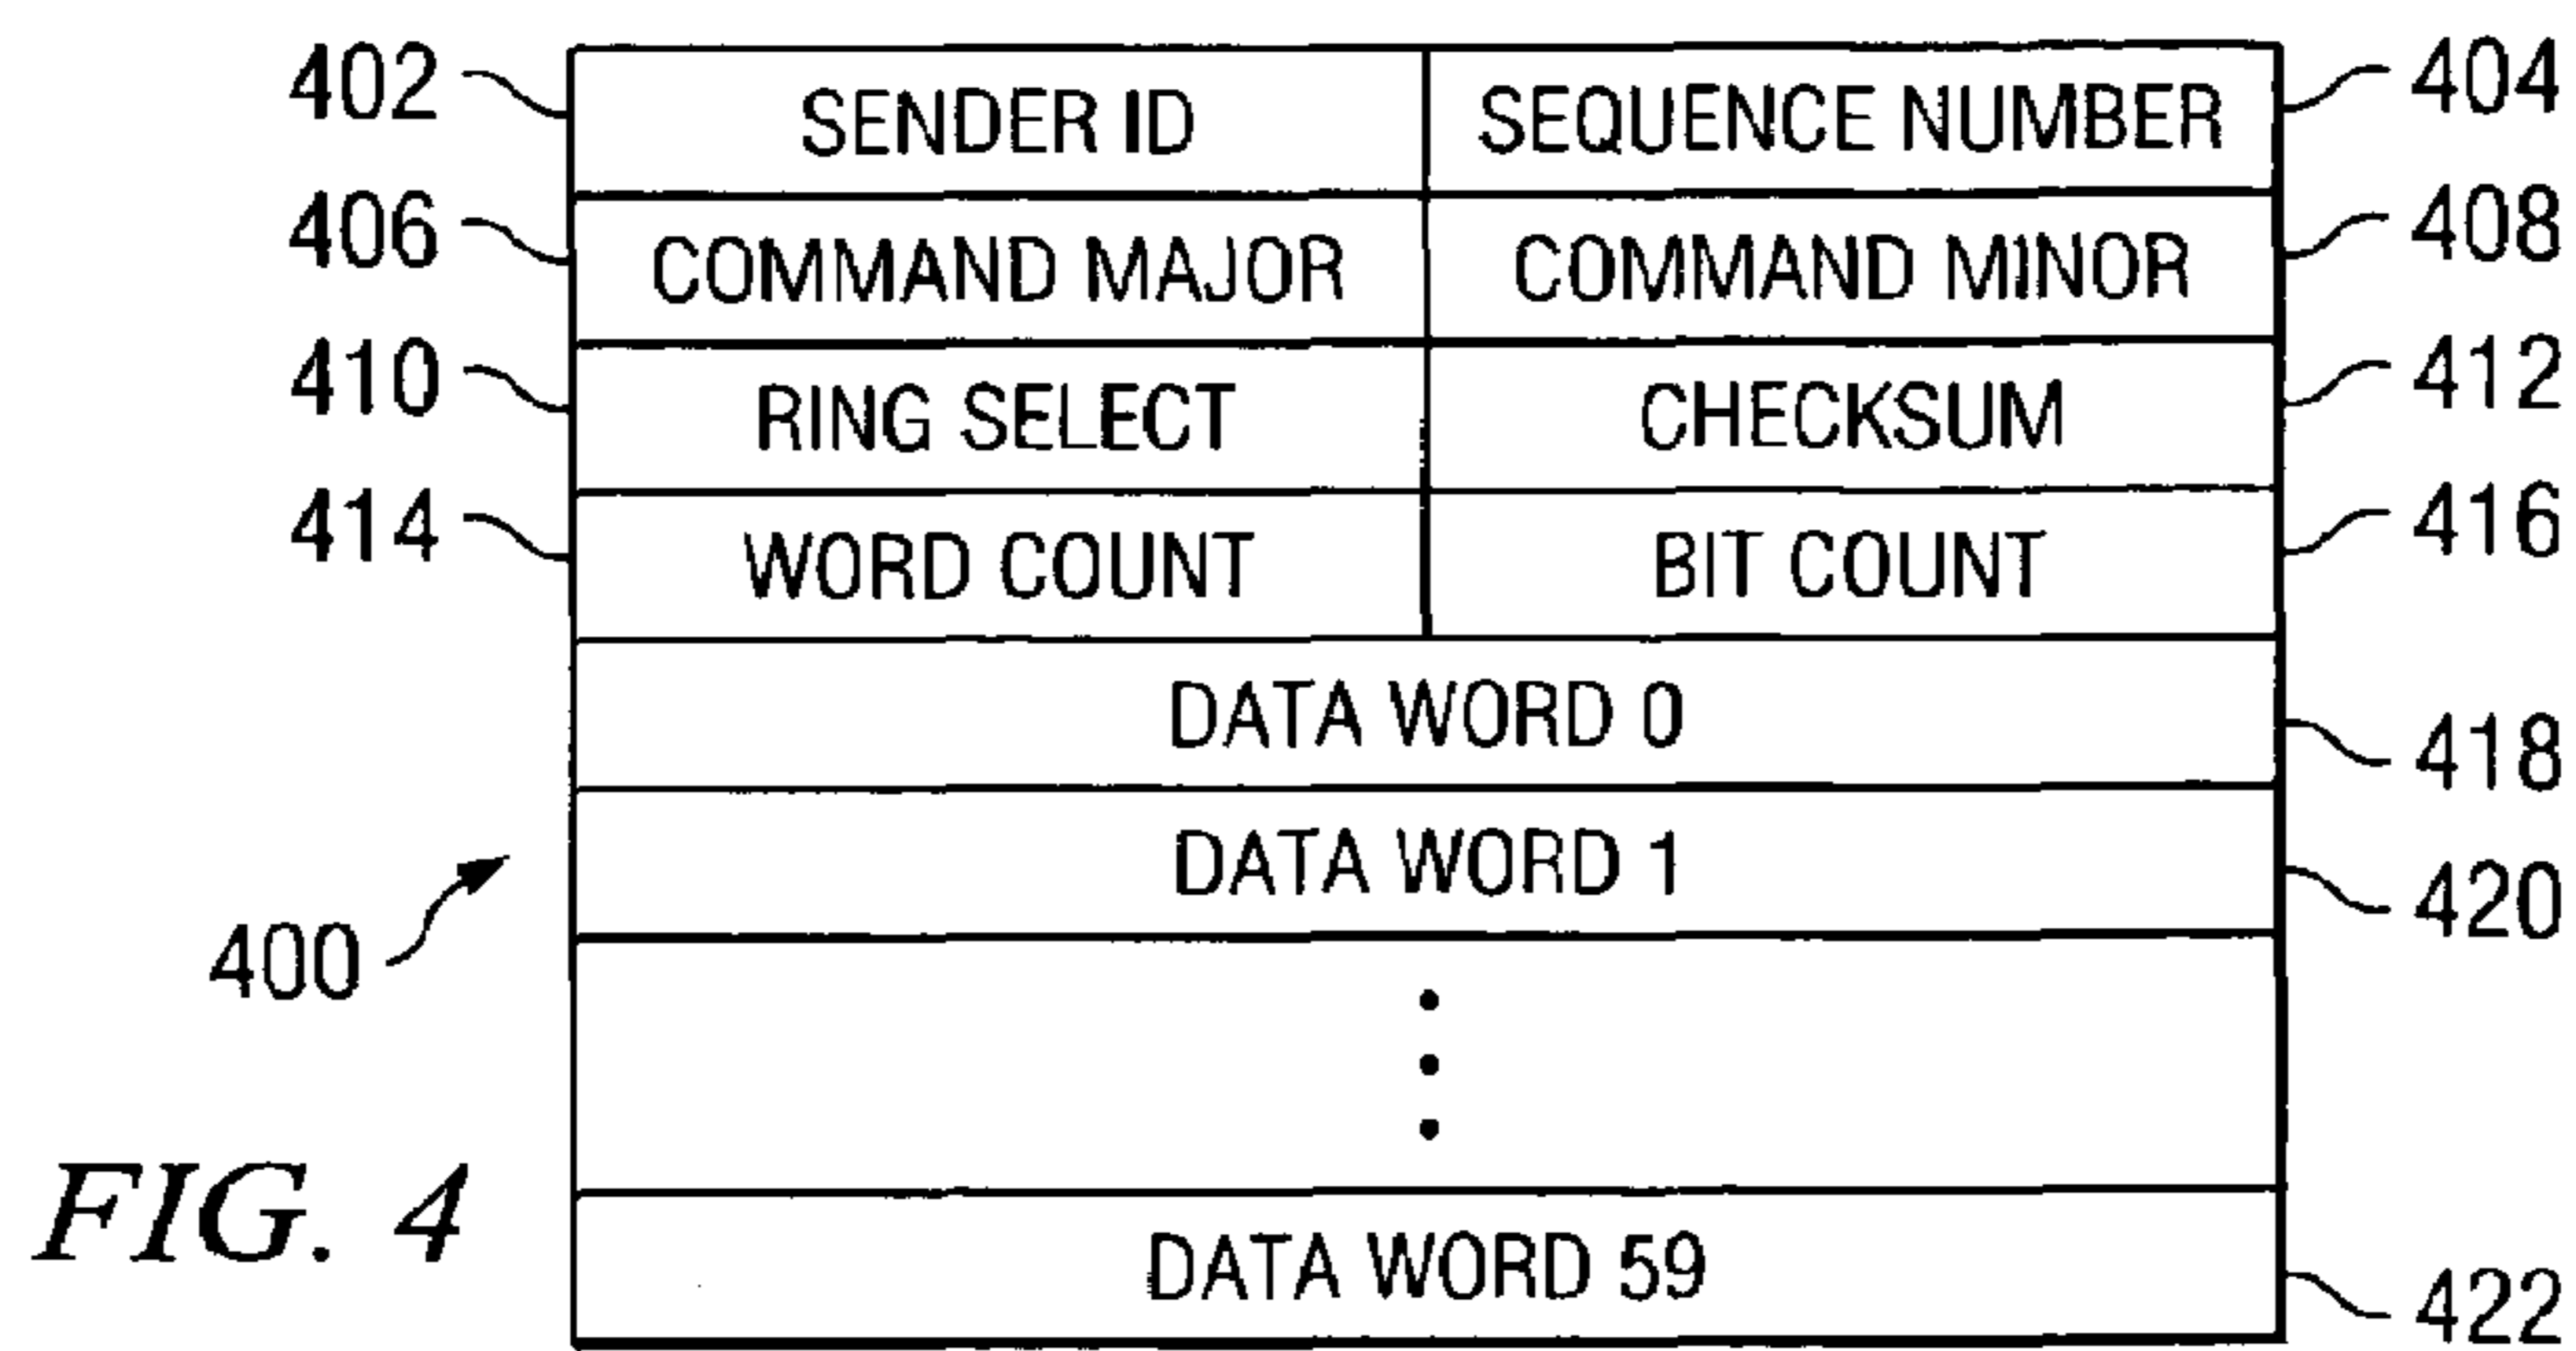 402 SENDER ID SEQUENCE NUMBER 404
406 COMMAND MAJOR COMMAND MINOR 408
410 RING SELECT CHECKSUM 412
414 WORD COUNT BIT COUNT 416
DATA WORD 0 418
DATA WORD 1 420
400
FIG. 4
DATA WORD 59 422